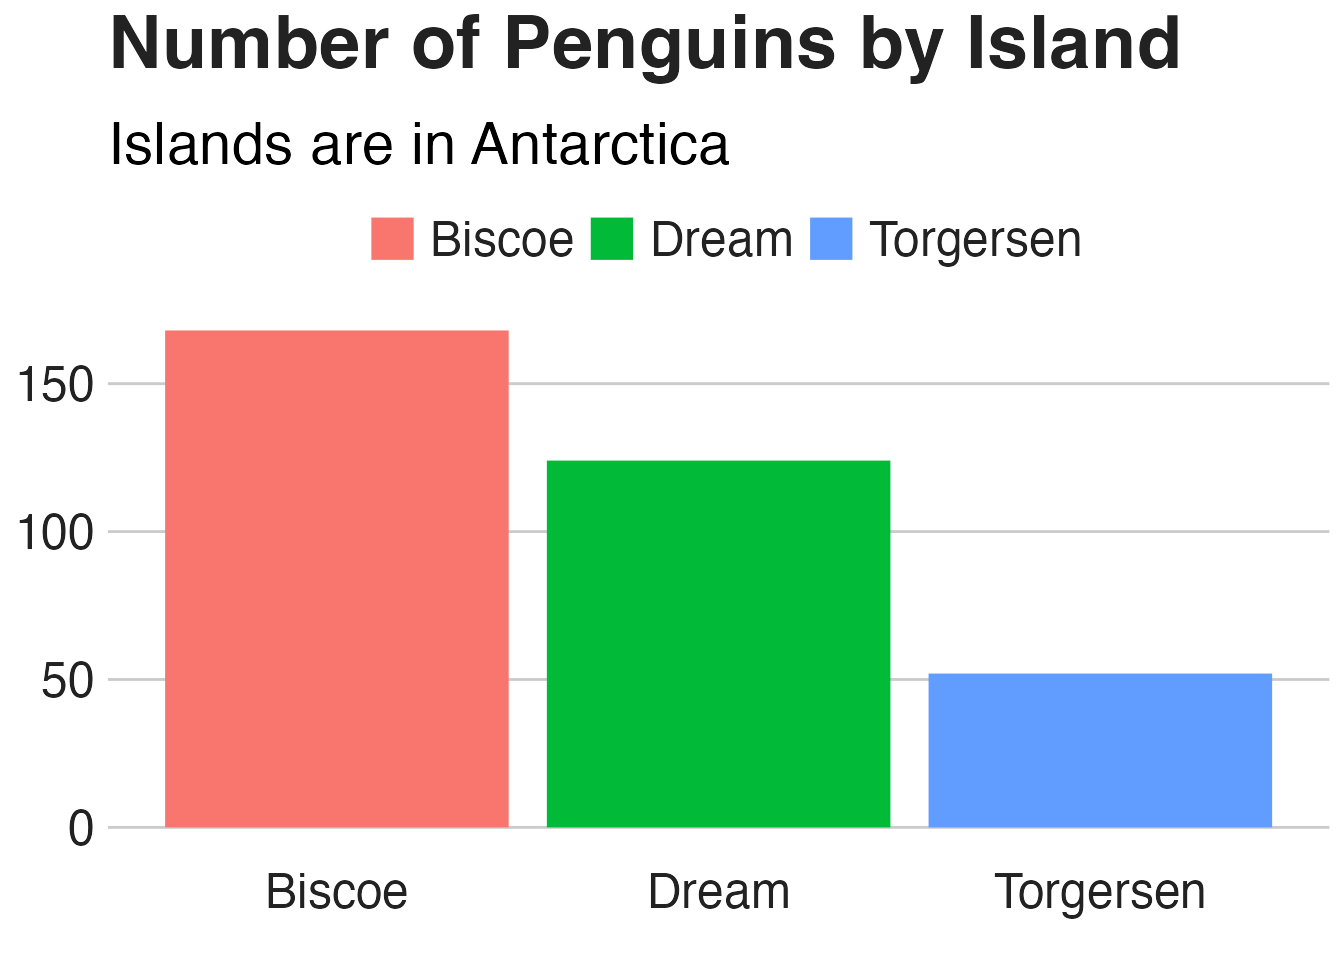 Number of Penguins by Island
Islands are in Antarctica
Biscoe Dream Torgersen
150
100
50
0
Biscoe Dream Torgersen